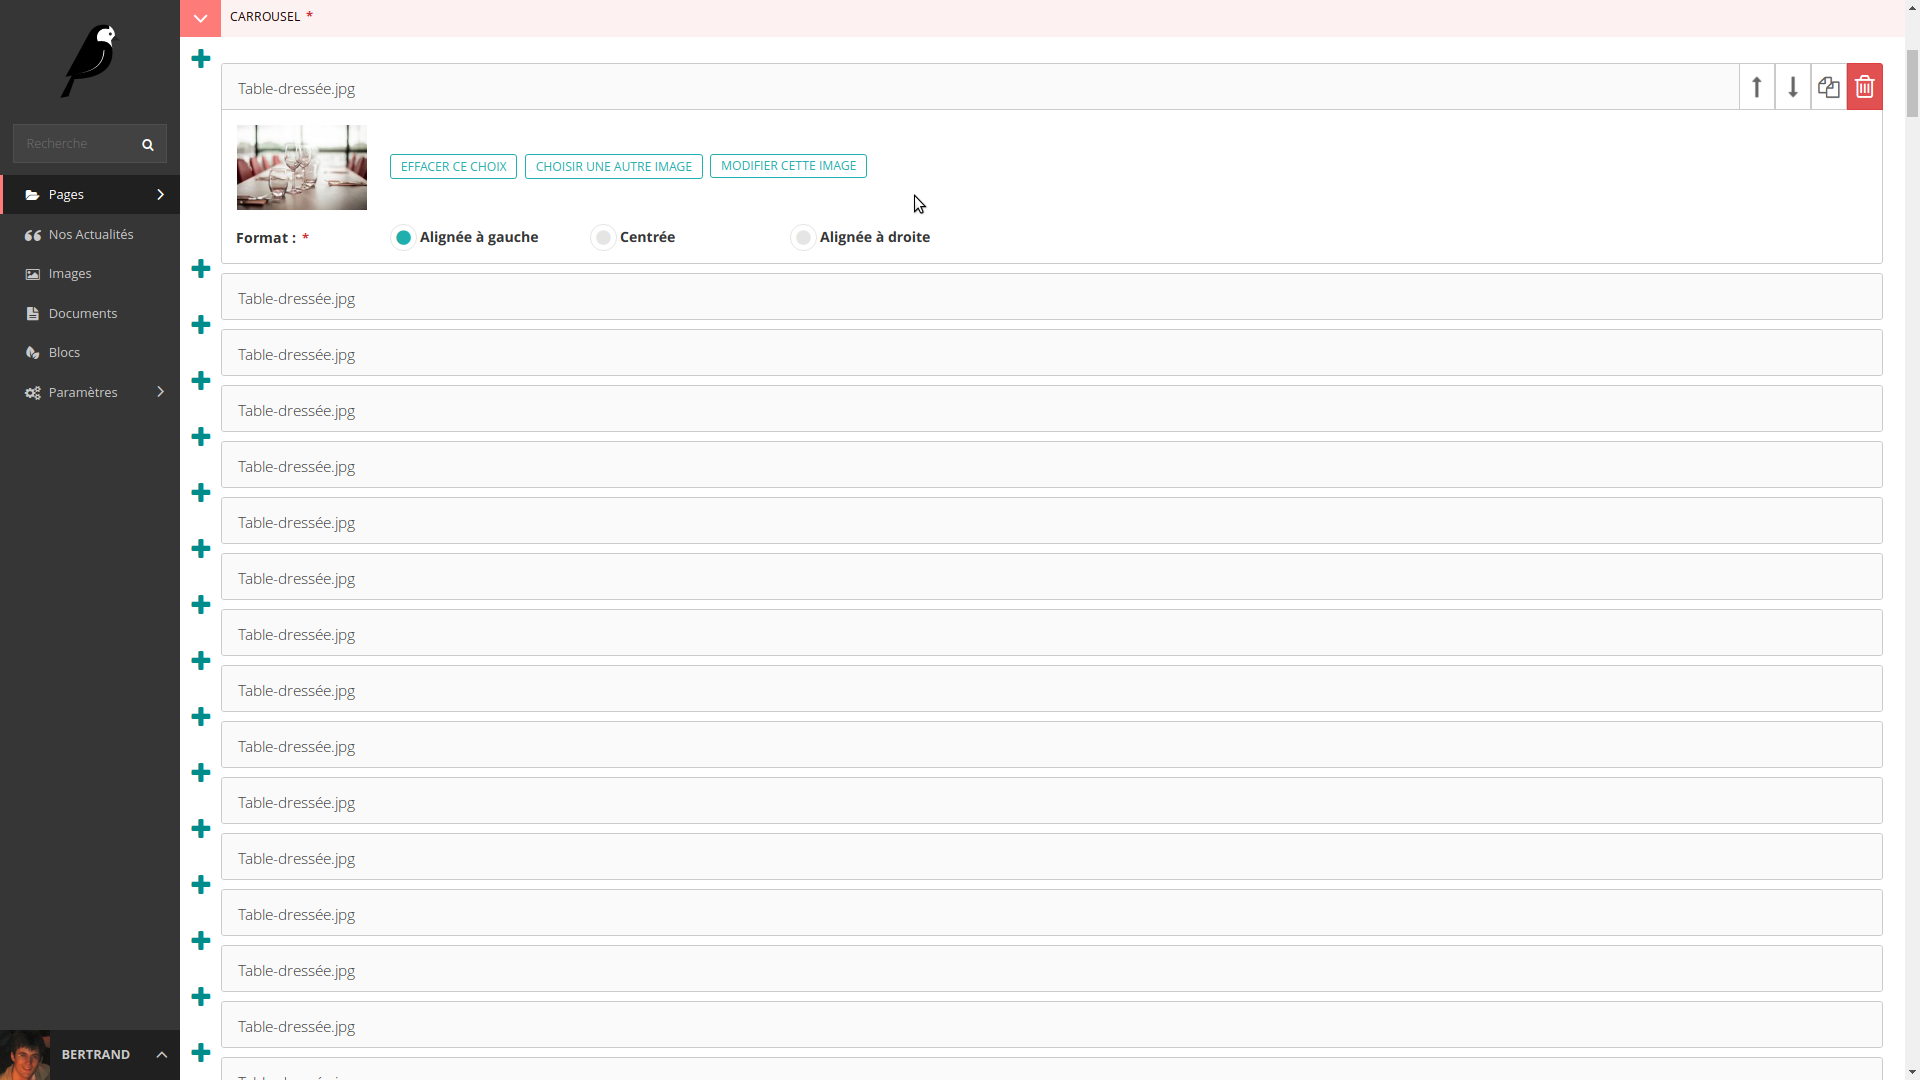 CARROUSEL *
Table-dressée.jpg
Recherche
EFFACER CE CHOIX CHOISIR UNE AUTRE IMAGE MODIFIER CETTE IMAGE
Pages
Nos Actualités
Format : * Alignée à gauche Centrée Alignée à droite
Images
Table-dressée.jpg
Documents
Blocs
Table-dressée.jpg
Paramètres
Table-dressée.jpg
Table-dressée.jpg
Table-dressée.jpg
Table-dressée.jpg
Table-dressée.jpg
Table-dressée.jpg
Table-dressée.jpg
Table-dressée.jpg
Table-dressée.jpg
Table-dressée.jpg
Table-dressée.jpg
Table-dressée.jpg
BERTRAND